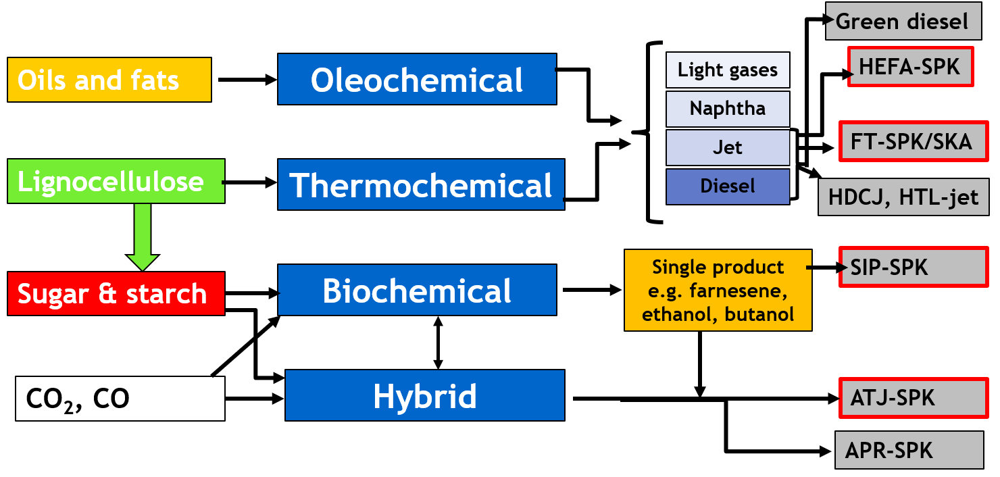 Green diesel
Oils and fats
Oleochemical
Light gases
HEFA-SPK
Naphtha
Jet
FT-SPK/SKA
Lignocellulose
Thermochemical
Diesel
HDCJ, HTL-jet
Sugar & starch
Biochemical
Single product
e.g. farnesene,
ethanol, butanol
SIP-SPK
CO₂, CO
Hybrid
ATJ-SPK
APR-SPK